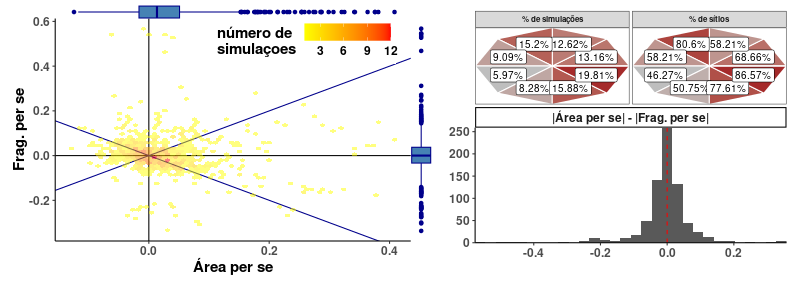 número de
simulaçoes
3 6 9 12
0.6
0.4
0.2
0.0
-0.2
Frag. per se
0.0 0.2 0.4
Área per se
% de simulações
15.2% 12.62%
9.09% 13.16%
5.97% 19.81%
8.28% 15.88%
% de sítios
80.6% 58.21%
58.21% 68.66%
46.27% 86.57%
50.75% 77.61%
|Área per se| - |Frag. per se|
250
200
150
100
50
0
-0.4 -0.2 0.0 0.2